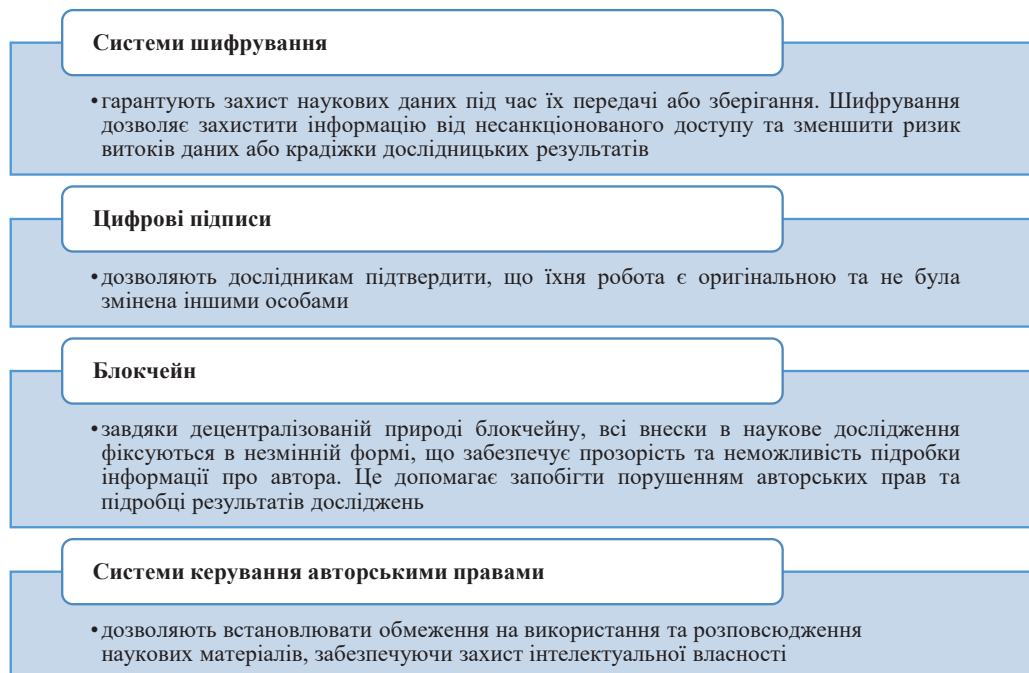 Системи шифрування
•гарантують захист наукових даних під час їх передачі або зберігання. Шифрування
дозволяє захистити інформацію від несанкціонованого доступу та зменшити ризик
витоків даних або крадіжки дослідницьких результатів
Цифрові підписи
•дозволяють дослідникам підтвердити, що їхня робота є оригінальною та не була
змінена іншими особами
Блокчейн
•завдяки децентралізованій природі блокчейну, всі внески в наукове дослідження
фіксуються в незмінній формі, що забезпечує прозорість та неможливість підробки
інформації про автора. Це допомагає запобігти порушенням авторських прав та
підробці результатів досліджень
Системи керування авторськими правами
•дозволяють встановлювати обмеження на використання та розповсюдження
наукових матеріалів, забезпечуючи захист інтелектуальної власності